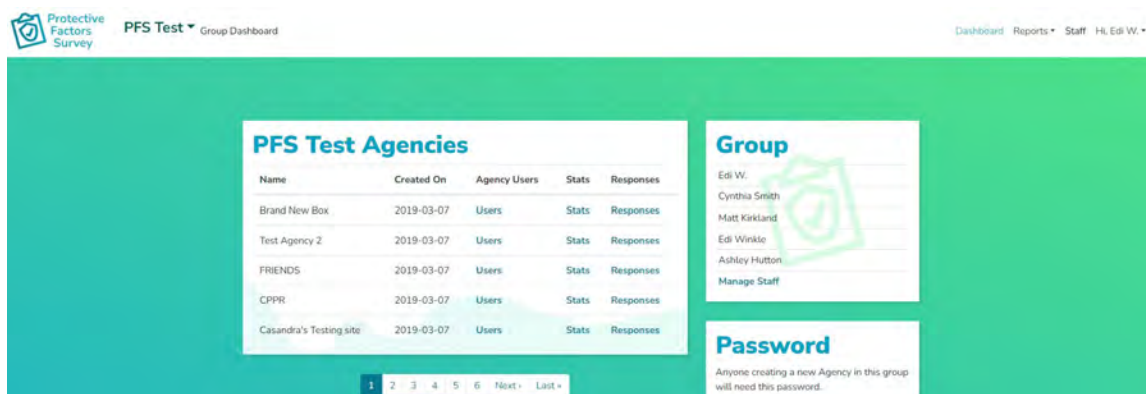 Protective
Factors
Survey
PFS Test Group Dashboard
Dashboard Reports Staff Hi, Edi W.
PFS Test Agencies
Name Created On Agency Users Stats Responses
Brand New Box 2019-03-07 Users Stats Responses
Test Agency 2 2019-03-07 Users Stats Responses
FRIENDS 2019-03-07 Users Stats Responses
CPPR 2019-03-07 Users Stats Responses
Casandra's Testing site 2019-03-07 Users Stats Responses
1 2 3 4 5 6 Next › Last »
Group
Edi W.
Cynthia Smith
Matt Kirkland
Edi Winkle
Ashley Hutton
Manage Staff
Password
Anyone creating a new Agency in this group
will need this password.